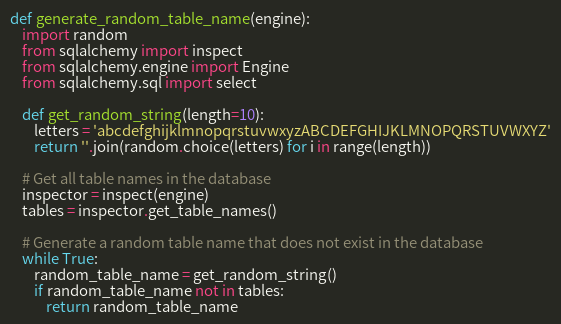 def generate_random_table_name(engine):
    import random
    from sqlalchemy import inspect
    from sqlalchemy.engine import Engine
    from sqlalchemy.sql import select

    def get_random_string(length=10):
        letters = 'abcdefghijklmnopqrstuvwxyzABCDEFGHIJKLMNOPQRSTUVWXYZ'
        return ''.join(random.choice(letters) for i in range(length))

    # Get all table names in the database
    inspector = inspect(engine)
    tables = inspector.get_table_names()

    # Generate a random table name that does not exist in the database
    while True:
        random_table_name = get_random_string()
        if random_table_name not in tables:
            return random_table_name